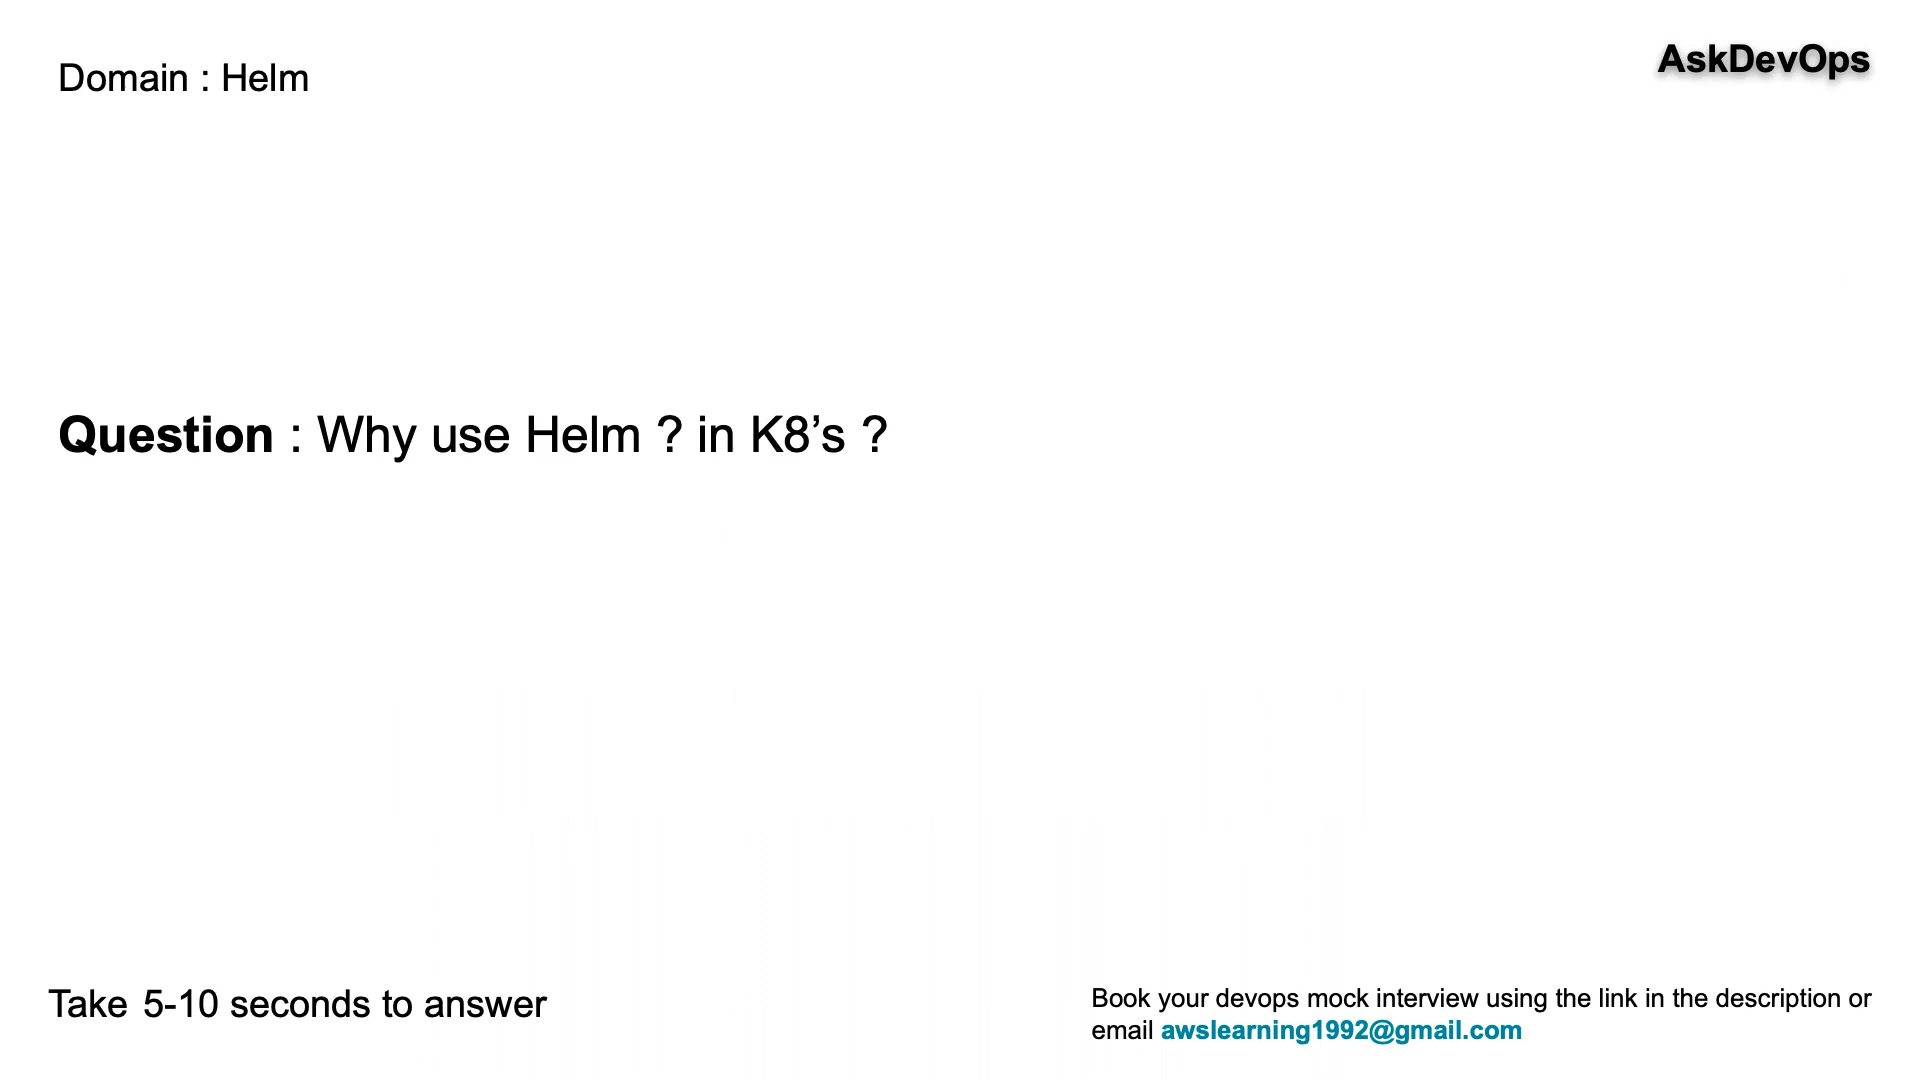 Domain : Helm
AskDevOps
Question : Why use Helm ? in K8’s ?
Take 5-10 seconds to answer
Book your devops mock interview using the link in the description or
email awslearning1992@gmail.com